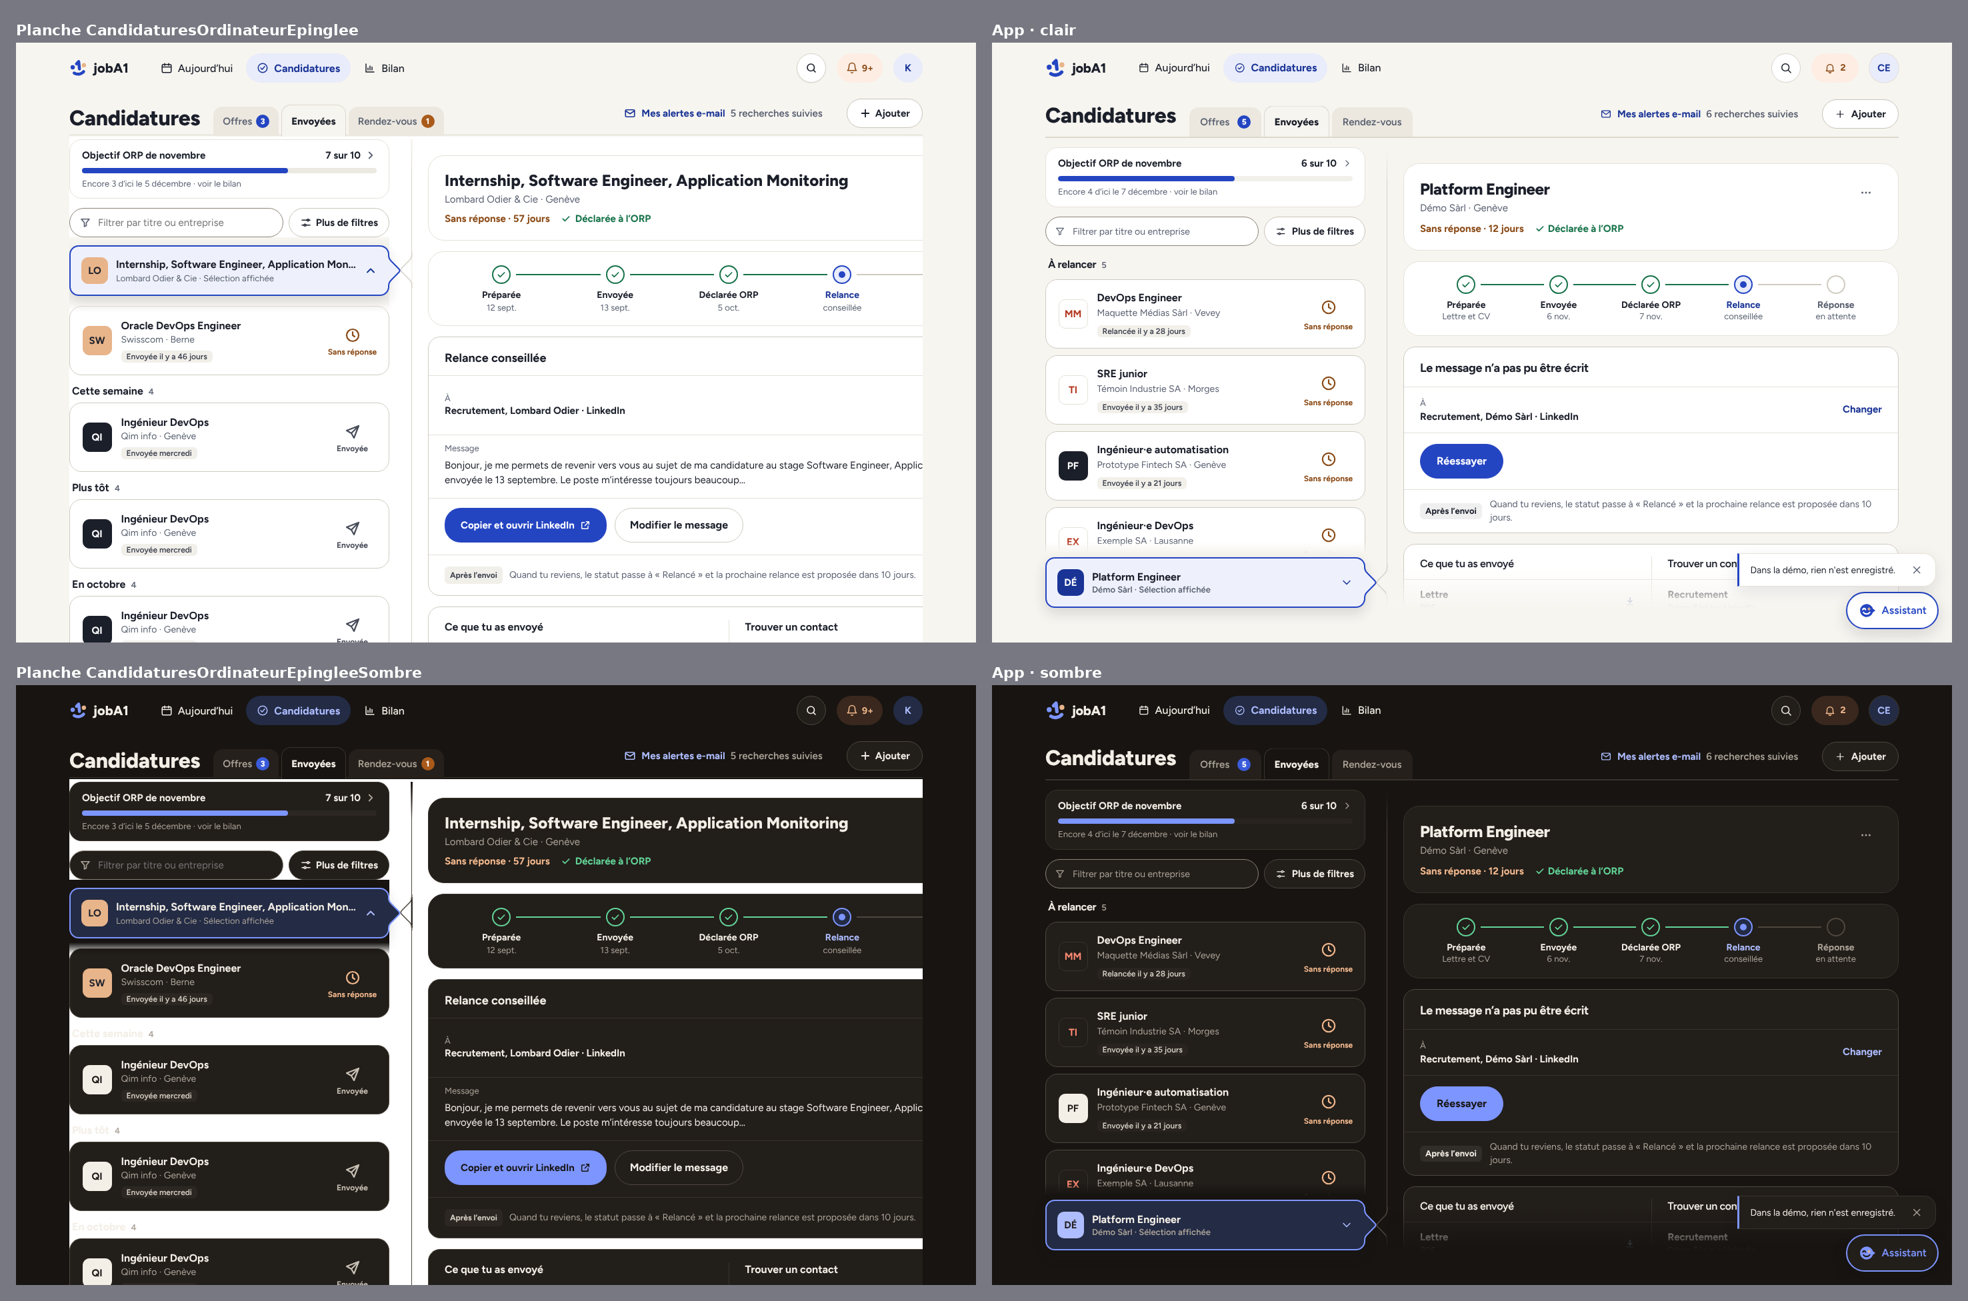 Planche CandidaturesOrdinateurEpinglee
jobA1
Aujourd'hui
Candidatures
Bilan
9+
K
Candidatures
Offres 3
Envoyées
Rendez-vous 1
Mes alertes e-mail 5 recherches suivies
+ Ajouter
Objectif ORP de novembre
7 sur 10
Encore 3 d'ici le 5 décembre · voir le bilan
Filtrer par titre ou entreprise
Plus de filtres
LO
Internship, Software Engineer, Application Mon...
Lombard Odier & Cie · Sélection affichée
SW
Oracle DevOps Engineer
Swisscom · Berne
Envoyée il y a 46 jours
Sans réponse
Cette semaine 4
QI
Ingénieur DevOps
Qim info · Genève
Envoyée mercredi
Envoyée
Plus tôt 4
QI
Ingénieur DevOps
Qim info · Genève
Envoyée mercredi
Envoyée
En octobre 4
QI
Ingénieur DevOps
Qim info · Genève
Envoyée
Internship, Software Engineer, Application Monitoring
Lombard Odier & Cie · Genève
Sans réponse · 57 jours
Déclarée à l'ORP
Préparée
12 sept.
Envoyée
13 sept.
Déclarée ORP
5 oct.
Relance
conseillée
Relance conseillée
À
Recrutement, Lombard Odier · LinkedIn
Message
Bonjour, je me permets de revenir vers vous au sujet de ma candidature au stage Software Engineer, Applic
envoyée le 13 septembre. Le poste m'intéresse toujours beaucoup...
Copier et ouvrir LinkedIn
Modifier le message
Après l'envoi
Quand tu reviens, le statut passe à « Relancé » et la prochaine relance est proposée dans 10 jours.
Ce que tu as envoyé
Trouver un contact
App · clair
jobA1
Aujourd'hui
Candidatures
Bilan
2
CE
Candidatures
Offres 5
Envoyées
Rendez-vous
Mes alertes e-mail 6 recherches suivies
+ Ajouter
Objectif ORP de novembre
6 sur 10
Encore 4 d'ici le 7 décembre · voir le bilan
Filtrer par titre ou entreprise
Plus de filtres
À relancer 5
MM
DevOps Engineer
Maquette Médias Sàrl · Vevey
Relancée il y a 28 jours
Sans réponse
TI
SRE junior
Témoin Industrie SA · Morges
Envoyée il y a 35 jours
Sans réponse
PF
Ingénieur·e automatisation
Prototype Fintech SA · Genève
Envoyée il y a 21 jours
Sans réponse
EX
Ingénieur·e DevOps
Exemple SA · Lausanne
DÉ
Platform Engineer
Démo Sàrl · Sélection affichée
Platform Engineer
...
Démo Sàrl · Genève
Sans réponse · 12 jours
Déclarée à l'ORP
Préparée
Lettre et CV
Envoyée
6 nov.
Déclarée ORP
7 nov.
Relance
conseillée
Réponse
en attente
Le message n'a pas pu être écrit
À
Recrutement, Démo Sàrl · LinkedIn
Changer
Réessayer
Après l'envoi
Quand tu reviens, le statut passe à « Relancé » et la prochaine relance est proposée dans 10
jours.
Ce que tu as envoyé
Trouver un con
Lettre
Recrutement
Dans la démo, rien n'est enregistré.
Assistant
Planche CandidaturesOrdinateurEpingleeSombre
jobA1
Aujourd'hui
Candidatures
Bilan
9+
K
Candidatures
Offres 3
Envoyées
Rendez-vous 1
Mes alertes e-mail 5 recherches suivies
+ Ajouter
Objectif ORP de novembre
7 sur 10
Encore 3 d'ici le 5 décembre · voir le bilan
Filtrer par titre ou entreprise
Plus de filtres
LO
Internship, Software Engineer, Application Mon...
Lombard Odier & Cie · Sélection affichée
SW
Oracle DevOps Engineer
Swisscom · Berne
Envoyée il y a 46 jours
Sans réponse
Cette semaine 4
QI
Ingénieur DevOps
Qim info · Genève
Envoyée mercredi
Envoyée
Plus tôt 4
QI
Ingénieur DevOps
Qim info · Genève
Envoyée mercredi
Envoyée
En octobre 4
QI
Ingénieur DevOps
Qim info · Genève
Envoyée
Internship, Software Engineer, Application Monitoring
Lombard Odier & Cie · Genève
Sans réponse · 57 jours
Déclarée à l'ORP
Préparée
12 sept.
Envoyée
13 sept.
Déclarée ORP
5 oct.
Relance
conseillée
Relance conseillée
À
Recrutement, Lombard Odier · LinkedIn
Message
Bonjour, je me permets de revenir vers vous au sujet de ma candidature au stage Software Engineer, Applic
envoyée le 13 septembre. Le poste m'intéresse toujours beaucoup...
Copier et ouvrir LinkedIn
Modifier le message
Après l'envoi
Quand tu reviens, le statut passe à « Relancé » et la prochaine relance est proposée dans 10 jours.
Ce que tu as envoyé
Trouver un contact
App · sombre
jobA1
Aujourd'hui
Candidatures
Bilan
2
CE
Candidatures
Offres 5
Envoyées
Rendez-vous
Mes alertes e-mail 6 recherches suivies
+ Ajouter
Objectif ORP de novembre
6 sur 10
Encore 4 d'ici le 7 décembre · voir le bilan
Filtrer par titre ou entreprise
Plus de filtres
À relancer 5
MM
DevOps Engineer
Maquette Médias Sàrl · Vevey
Relancée il y a 28 jours
Sans réponse
TI
SRE junior
Témoin Industrie SA · Morges
Envoyée il y a 35 jours
Sans réponse
PF
Ingénieur·e automatisation
Prototype Fintech SA · Genève
Envoyée il y a 21 jours
Sans réponse
EX
Ingénieur·e DevOps
Exemple SA · Lausanne
DÉ
Platform Engineer
Démo Sàrl · Sélection affichée
Platform Engineer
...
Démo Sàrl · Genève
Sans réponse · 12 jours
Déclarée à l'ORP
Préparée
Lettre et CV
Envoyée
6 nov.
Déclarée ORP
7 nov.
Relance
conseillée
Réponse
en attente
Le message n'a pas pu être écrit
À
Recrutement, Démo Sàrl · LinkedIn
Changer
Réessayer
Après l'envoi
Quand tu reviens, le statut passe à « Relancé » et la prochaine relance est proposée dans 10
jours.
Ce que tu as envoyé
Trouver un con
Lettre
Recrutement
Dans la démo, rien n'est enregistré.
Assistant